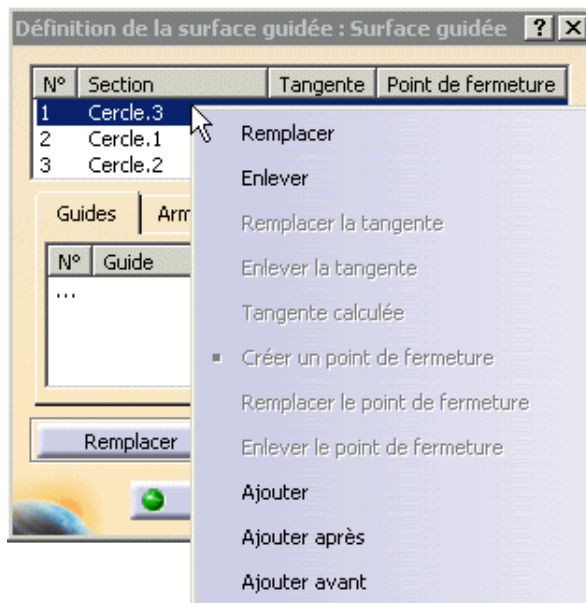 Définition de la surface guidée : Surface guidée ? X
N° Section Tangente Point de fermeture
1 Cercle.3
2 Cercle.1
3 Cercle.2
Remplacer
Enlever
Remplacer la tangente
Enlever la tangente
Tangente calculée
Créer un point de fermeture
Remplacer le point de fermeture
Enlever le point de fermeture
Ajouter
Ajouter après
Ajouter avant
Guides Arm
N° Guide
...
Remplacer